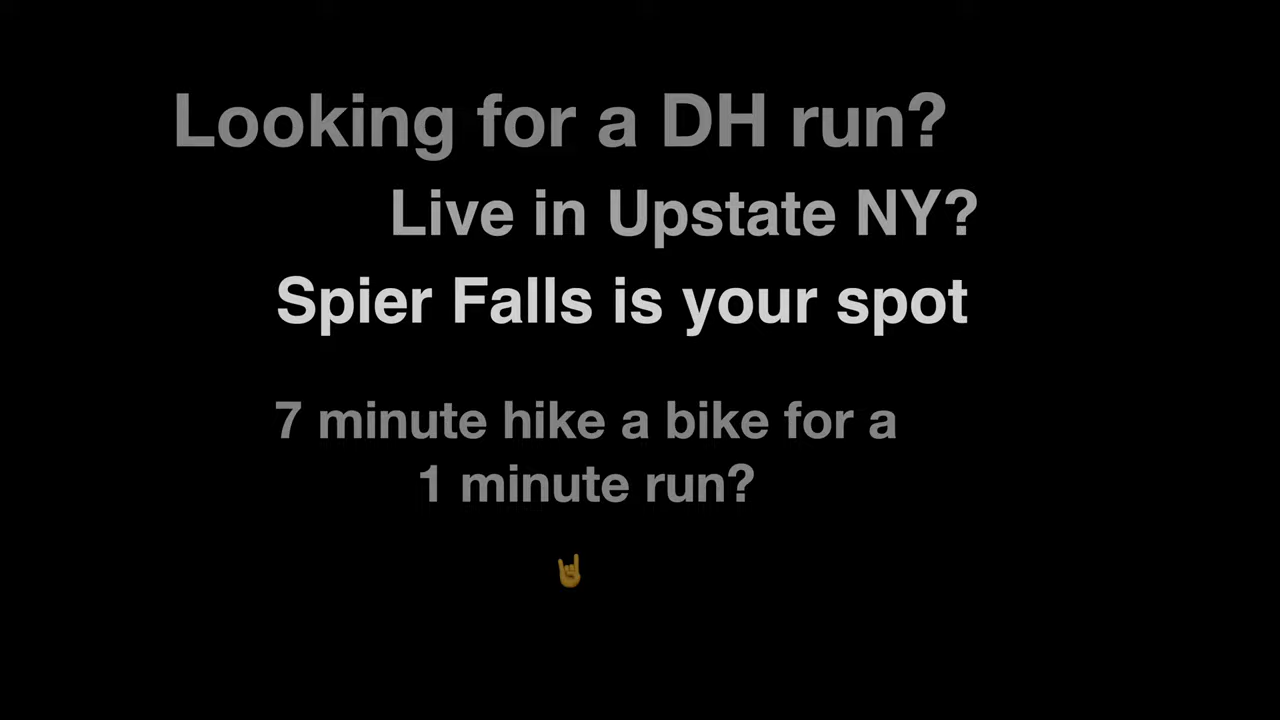 Looking for a DH run?
Live in Upstate NY?
Spier Falls is your spot
7 minute hike a bike for a
1 minute run?
🤘